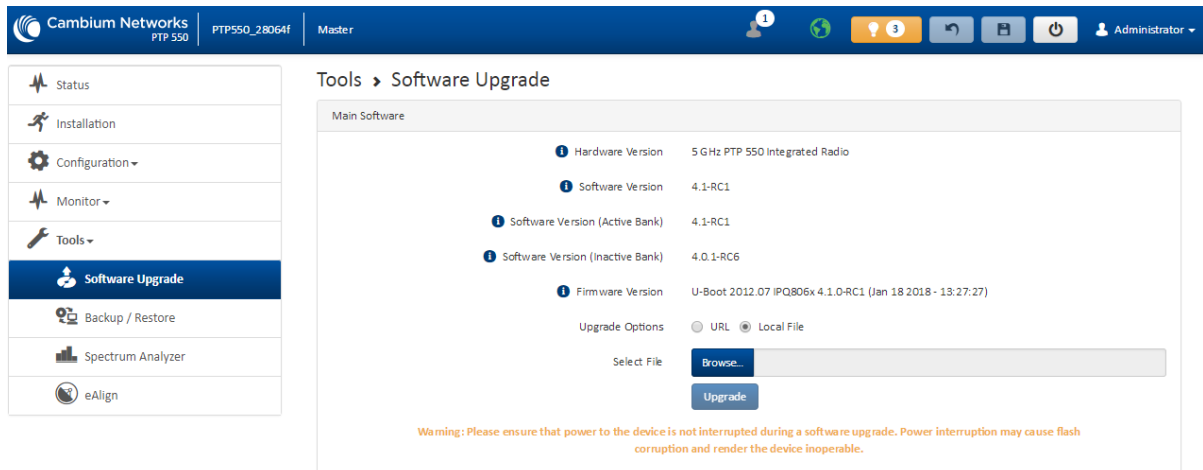 Cambium Networks
PTP 550
PTP550_28064f
Master
1
3
Administrator
Status
Installation
Configuration
Monitor
Tools
Software Upgrade
Backup / Restore
Spectrum Analyzer
eAlign
Tools > Software Upgrade
Main Software
Hardware Version 5 GHz PTP 550 Integrated Radio
Software Version 4.1-RC1
Software Version (Active Bank) 4.1-RC1
Software Version (Inactive Bank) 4.0.1-RC6
Firmware Version U-Boot 2012.07 IPQ806x 4.1.0-RC1 (Jan 18 2018 - 13:27:27)
Upgrade Options URL Local File
Select File Browse...
Upgrade
Warning: Please ensure that power to the device is not interrupted during a software upgrade. Power interruption may cause flash
corruption and render the device inoperable.